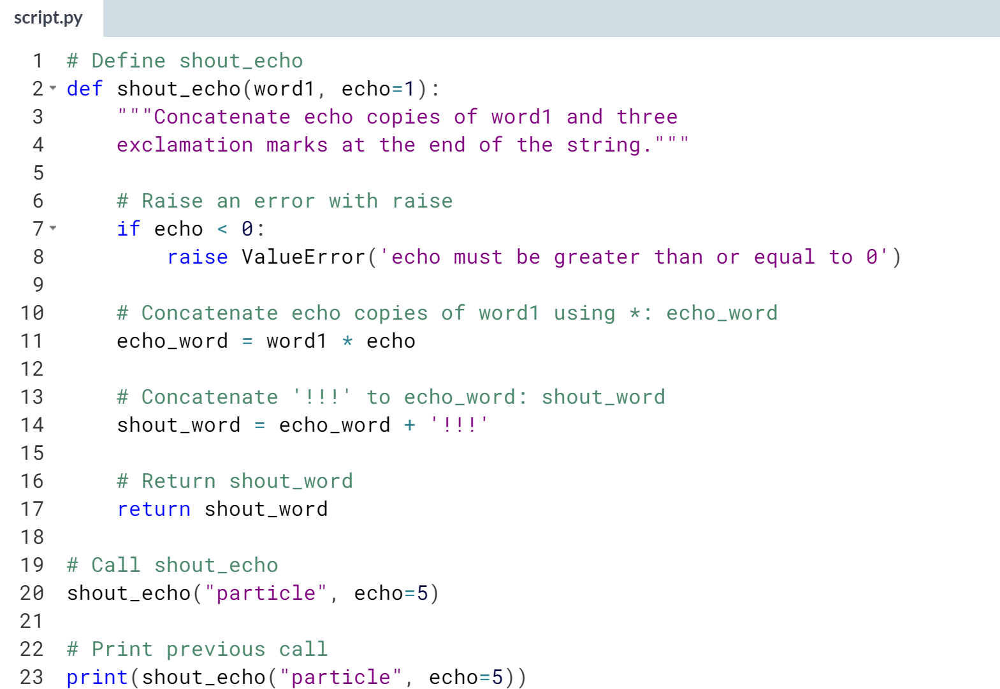 script.py
1 # Define shout_echo
2 def shout_echo(word1, echo=1):
3     """Concatenate echo copies of word1 and three
4     exclamation marks at the end of the string."""
5
6     # Raise an error with raise
7     if echo < 0:
8         raise ValueError('echo must be greater than or equal to 0')
9
10     # Concatenate echo copies of word1 using *: echo_word
11     echo_word = word1 * echo
12
13     # Concatenate '!!!' to echo_word: shout_word
14     shout_word = echo_word + '!!!'
15
16     # Return shout_word
17     return shout_word
18
19 # Call shout_echo
20 shout_echo("particle", echo=5)
21
22 # Print previous call
23 print(shout_echo("particle", echo=5))